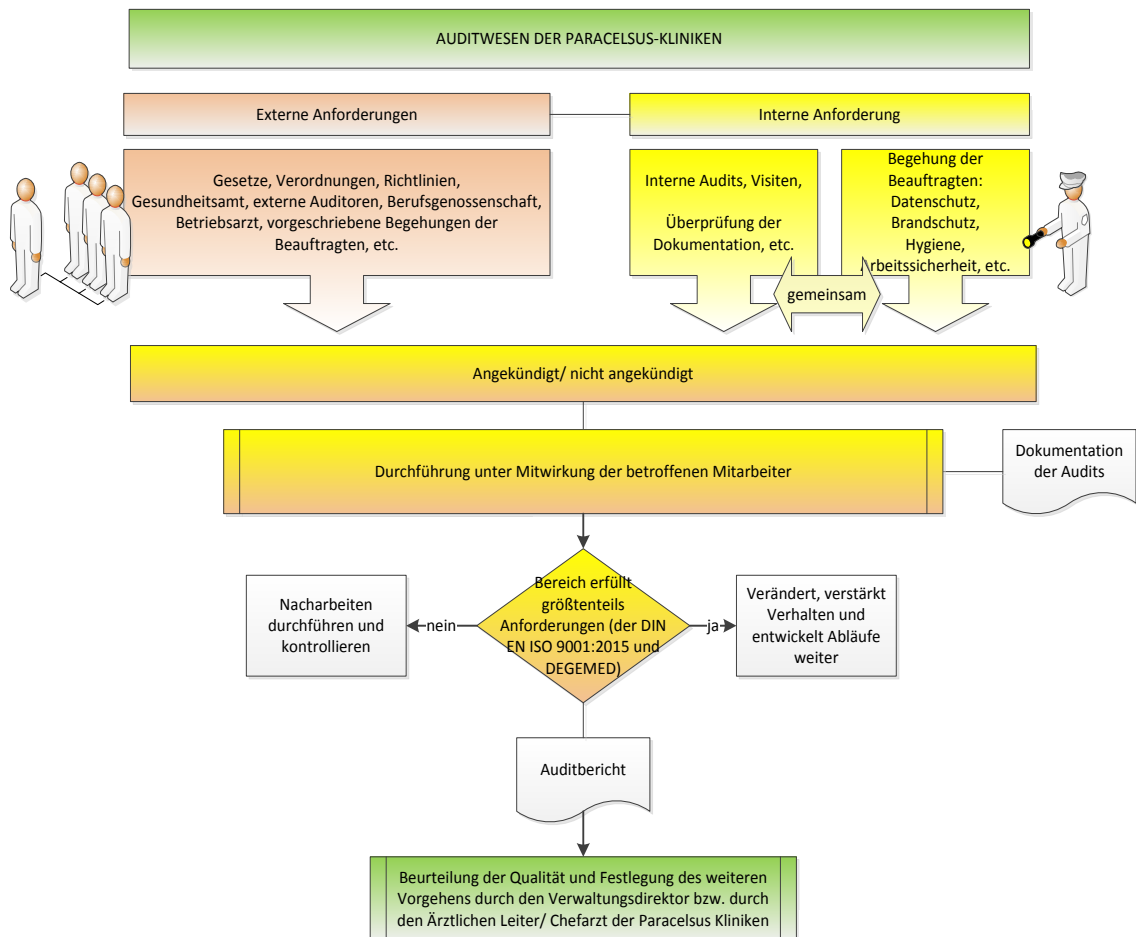 AUDITWESEN DER PARACELSUS-KLINIKEN
Externe Anforderungen
Interne Anforderung
Gesetze, Verordnungen, Richtlinien,
Gesundheitsamt, externe Auditoren, Berufsgenossenschaft,
Betriebsarzt, vorgeschriebene Begehungen der
Beauftragten, etc.
Interne Audits, Visiten,
Überprüfung der
Dokumentation, etc.
Begehung der
Beauftragten:
Datenschutz,
Brandschutz,
Hygiene,
Arbeitssicherheit, etc.
gemeinsam
Angekündigt/ nicht angekündigt
Durchführung unter Mitwirkung der betroffenen Mitarbeiter
Dokumentation
der Audits
Nacharbeiten
durchführen und
kontrollieren
nein
Bereich erfüllt
größtenteils
Anforderungen (der DIN
EN ISO 9001:2015 und
DEGEMED)
ja
Verändert, verstärkt
Verhalten und
entwickelt Abläufe
weiter
Auditbericht
Beurteilung der Qualität und Festlegung des weiteren
Vorgehens durch den Verwaltungsdirektor bzw. durch
den Ärztlichen Leiter/ Chefarzt der Paracelsus Kliniken